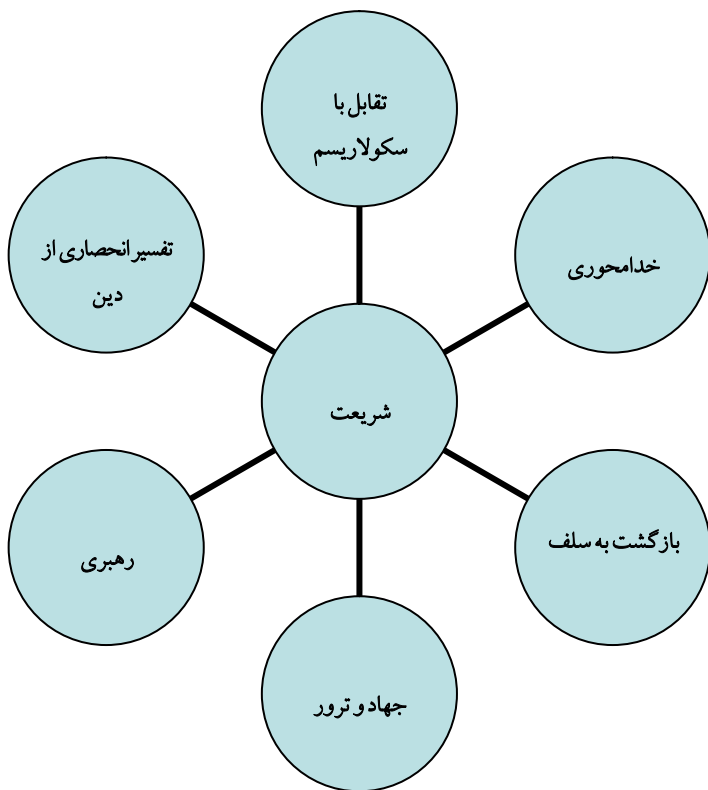 تقابل با
سکولاریسم
خدامحوری
تفسیر انحصاری از
دین
شریعت
بازگشت به سلف
رهبری
جهاد و ترور